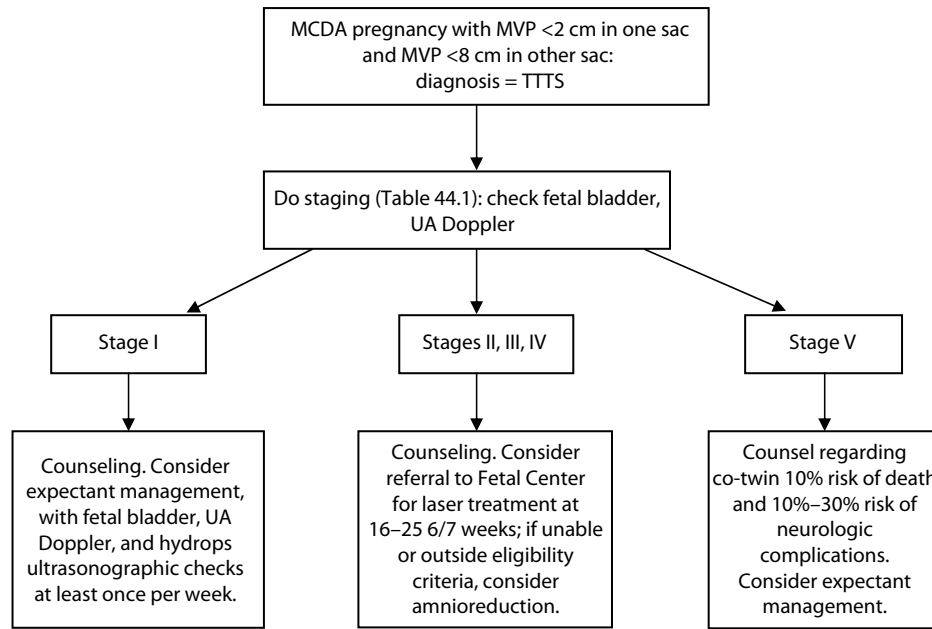 MCDA pregnancy with MVP <2 cm in one sac
and MVP <8 cm in other sac:
diagnosis = TTTS
Do staging (Table 44.1): check fetal bladder,
UA Doppler
Stage I
Stages II, III, IV
Stage V
Counseling. Consider
expectant management,
with fetal bladder, UA
Doppler, and hydrops
ultrasonographic checks
at least once per week.
Counseling. Consider
referral to Fetal Center
for laser treatment at
16–25 6/7 weeks; if unable
or outside eligibility
criteria, consider
amnioreduction.
Counsel regarding
co-twin 10% risk of death
and 10%–30% risk of
neurologic
complications.
Consider expectant
management.